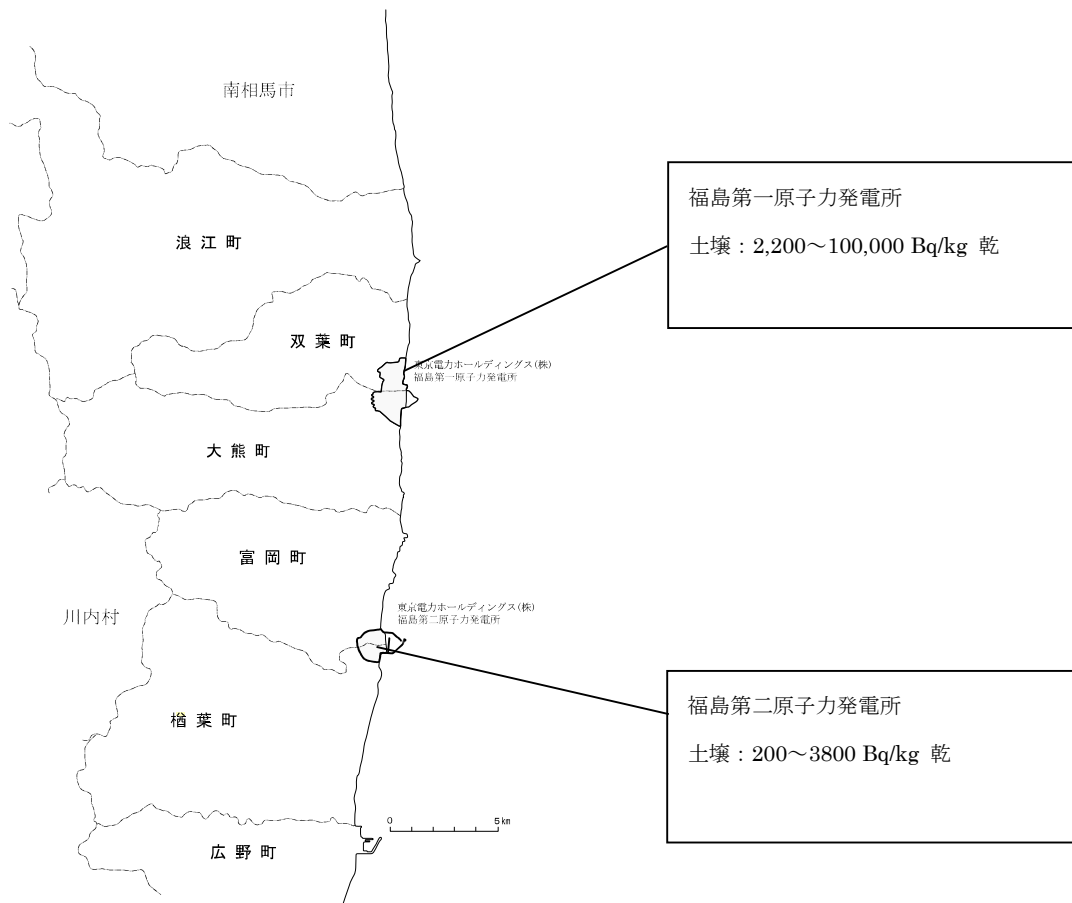 南相馬市
福島第一原子力発電所
土壌：2,200～100,000 Bq/kg 乾
浪江町
双葉町
東京電力ホールディングス(株)
福島第一原子力発電所
大熊町
富岡町
東京電力ホールディングス(株)
福島第二原子力発電所
川内村
福島第二原子力発電所
土壌：200～3800 Bq/kg 乾
楢葉町
0 5km
広野町